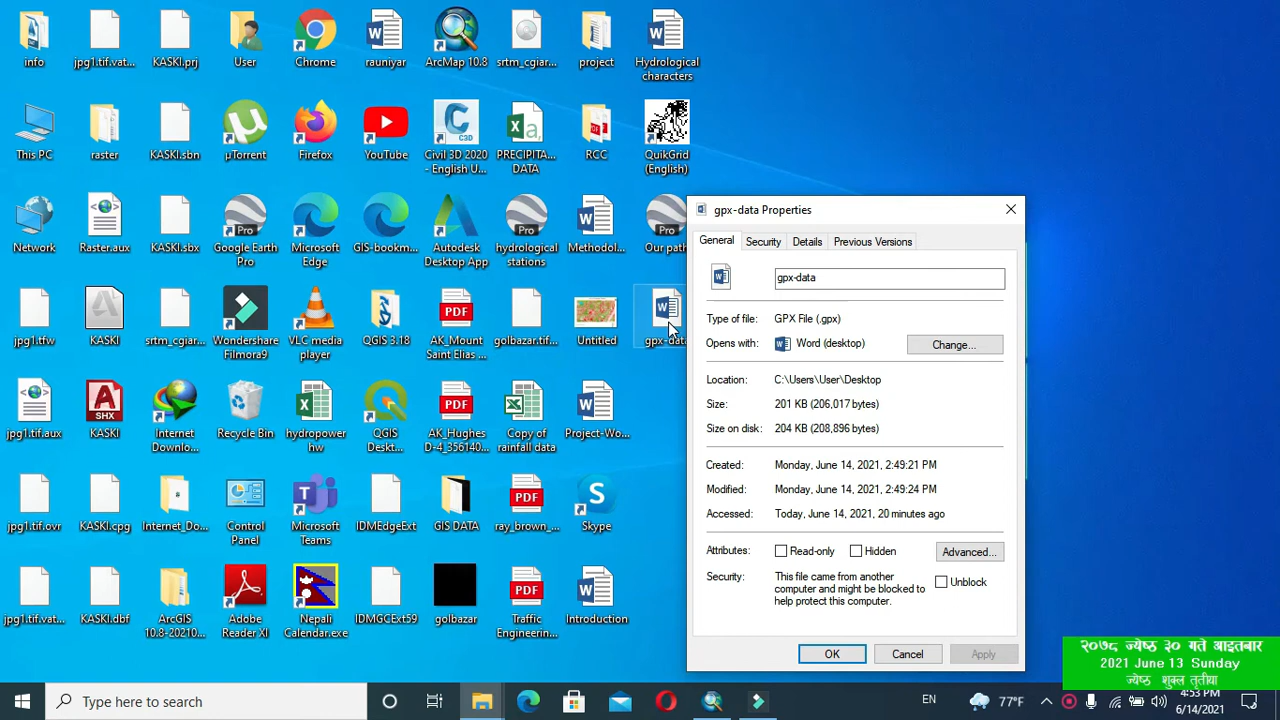 info
jpg1.tif.vat...
KASKI.prj
User
Chrome
rauniyar
ArcMap 10.8
srtm_cgiar...
project
Hydrological
characters
This PC
raster
KASKI.sbn
µTorrent
Firefox
YouTube
Civil 3D 2020
- English U...
PRECIPITA...
DATA
RCC
QuikGrid
(English)
Network
Raster.aux
KASKI.sbx
Google Earth
Pro
Microsoft
Edge
GIS-bookm...
Autodesk
Desktop App
hydrological
stations
Methodol...
Our path
jpg1.tfw
KASKI
srtm_cgiar...
Wondershare
Filmora9
VLC media
player
QGIS 3.18
AK_Mount
Saint Elias ...
golbazar.tif...
Untitled
gpx-data
jpg1.tif.aux
KASKI
Internet
Downlo...
Recycle Bin
hydropower
hw
QGIS
Deskt...
AK_Hughes
D-4_356140...
Copy of
rainfall data
Project-Wo...
jpg1.tif.ovr
KASKI.cpg
Internet_Do...
Control
Panel
Microsoft
Teams
IDMEdgeExt
GIS DATA
ray_brown_...
Skype
jpg1.tif.vat...
KASKI.dbf
ArcGIS
10.8-20210...
Adobe
Reader XI
Nepali
Calendar.exe
IDMGCExt59
golbazar
Traffic
Engineerin...
Introduction
gpx-data Properties
General Security Details Previous Versions
gpx-data
Type of file: GPX File (.gpx)
Opens with: Word (desktop) Change...
Location: C:\Users\User\Desktop
Size: 201 KB (206,017 bytes)
Size on disk: 204 KB (208,896 bytes)
Created: Monday, June 14, 2021, 2:49:21 PM
Modified: Monday, June 14, 2021, 2:49:24 PM
Accessed: Today, June 14, 2021, 20 minutes ago
Attributes: Read-only Hidden Advanced...
Security: This file came from another
computer and might be blocked to
help protect this computer.
Unblock
OK Cancel Apply
२०७८ ज्येष्ठ ३० गते आइतबार
2021 June 13 Sunday
ज्येष्ठ शुक्ल तृतीया
Type here to search
EN
77°F
4:53 PM
6/14/2021